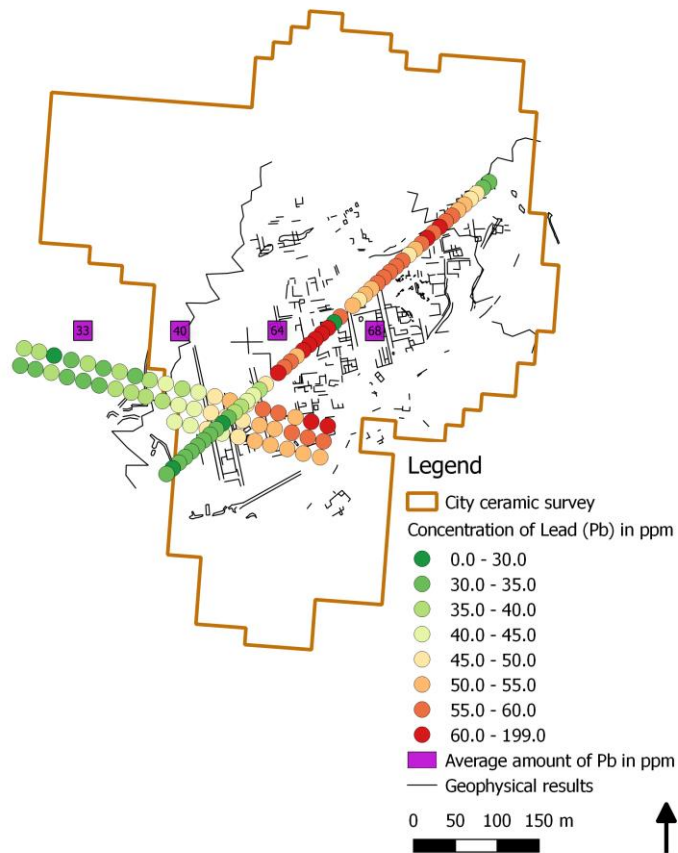 33
40
64
68
Legend
City ceramic survey
Concentration of Lead (Pb) in ppm
0.0 - 30.0
30.0 - 35.0
35.0 - 40.0
40.0 - 45.0
45.0 - 50.0
50.0 - 55.0
55.0 - 60.0
60.0 - 199.0
Average amount of Pb in ppm
Geophysical results
0 50 100 150 m